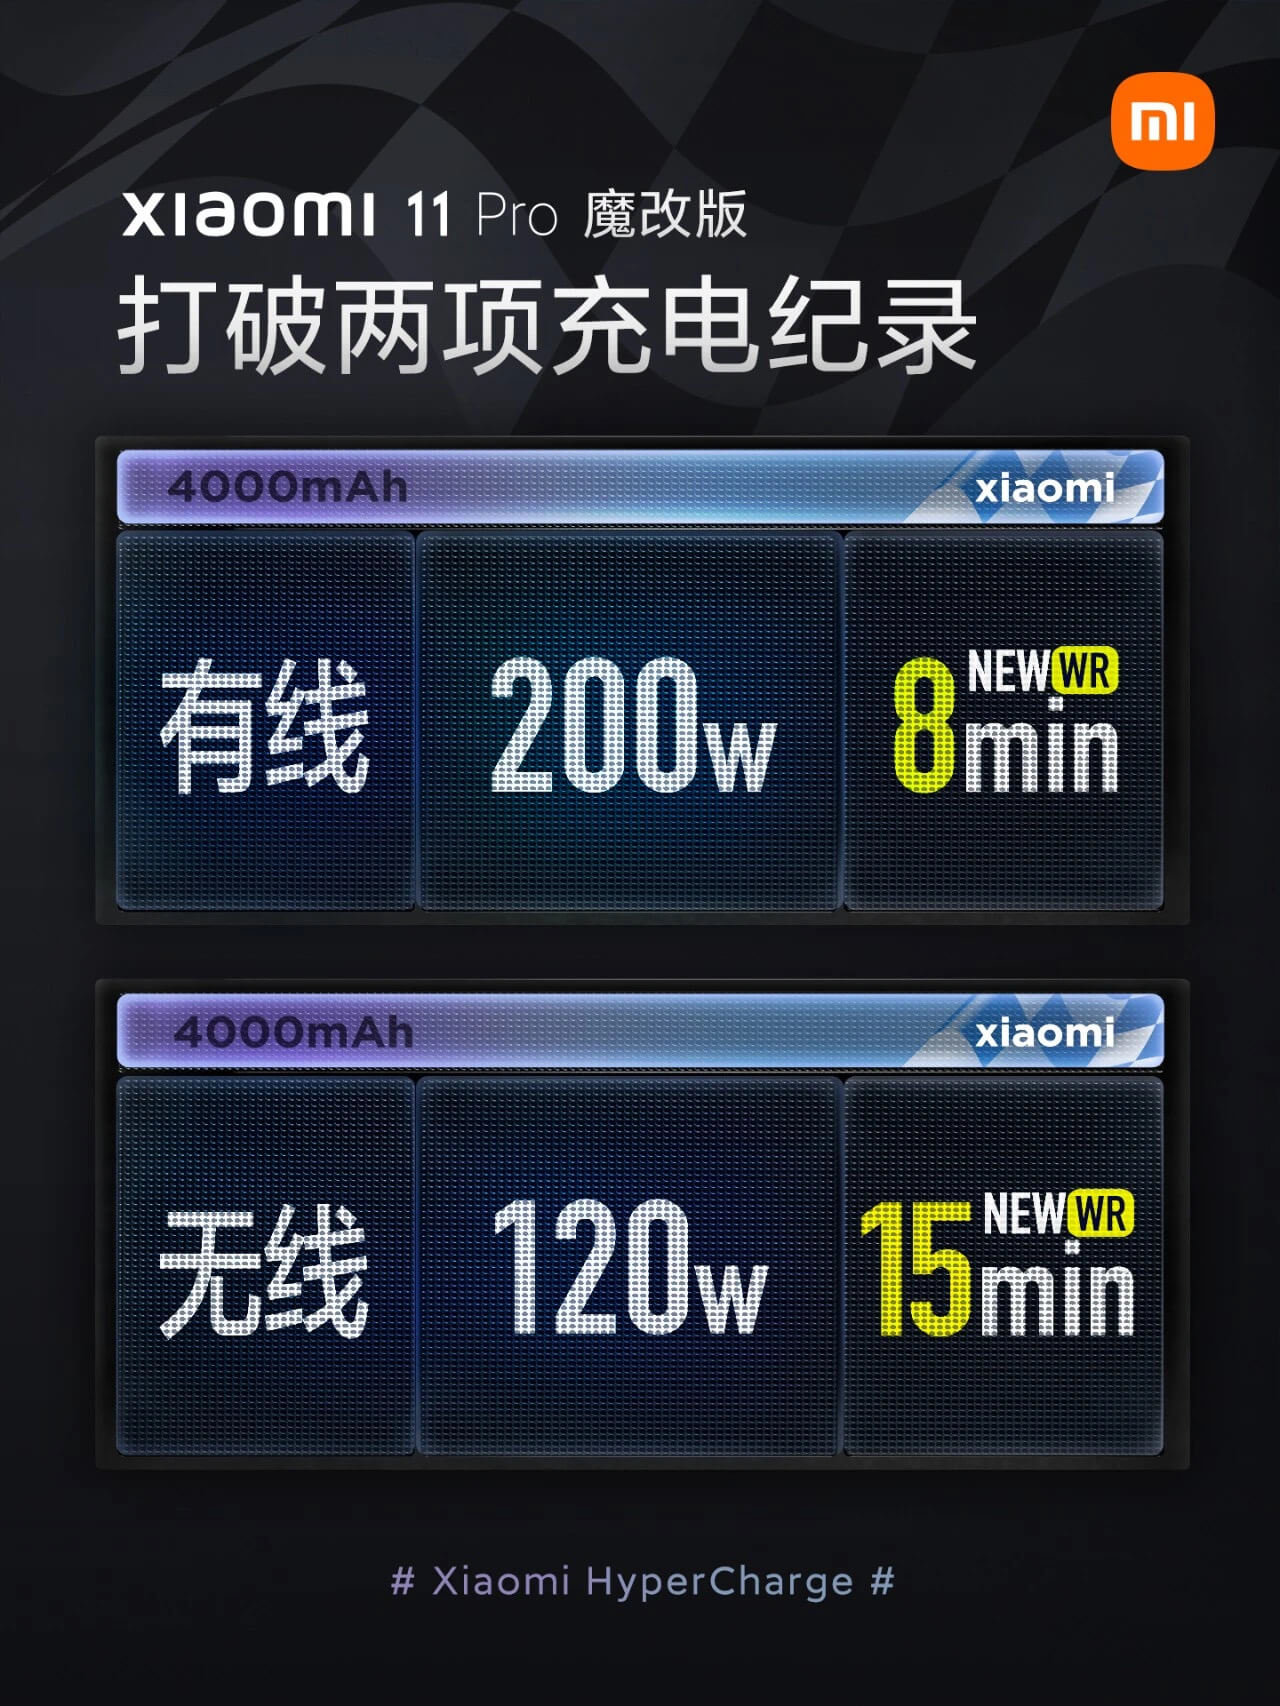 mi
xiaomi 11 Pro 魔改版
打破两项充电纪录
4000mAh xiaomi
有线 200W 8min NEW WR
4000mAh xiaomi
无线 120W 15min NEW WR
# Xiaomi HyperCharge #